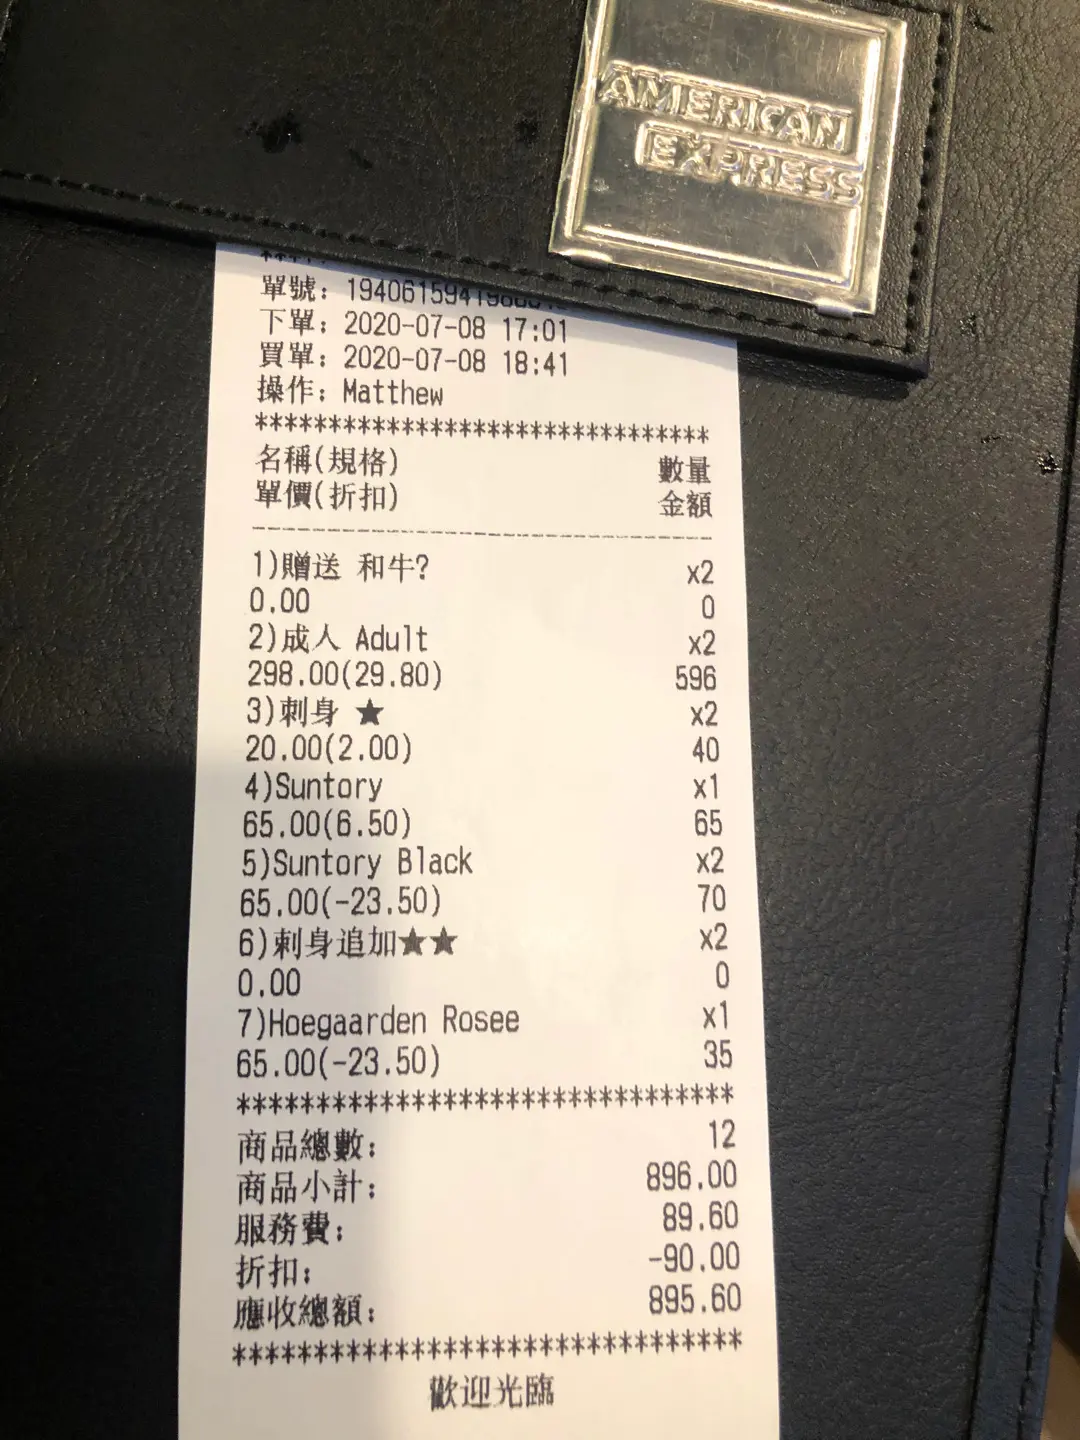 AMERICAN
EXPRESS
單號:
下單: 2020-07-08 17:01
買單: 2020-07-08 18:41
操作: Matthew
*******************************
名稱(規格) 數量
單價(折扣) 金額
--------------------------------
1)贈送 和牛? x2
0.00 0
2)成人 Adult x2
298.00(29.80) 596
3)刺身 ★ x2
20.00(2.00) 40
4)Suntory x1
65.00(6.50) 65
5)Suntory Black x2
65.00(-23.50) 70
6)刺身追加★★ x2
0.00 0
7)Hoegaarden Rosee x1
65.00(-23.50) 35
*******************************
商品總數: 12
商品小計: 896.00
服務費: 89.60
折扣: -90.00
應收總額: 895.60
*******************************
歡迎光臨